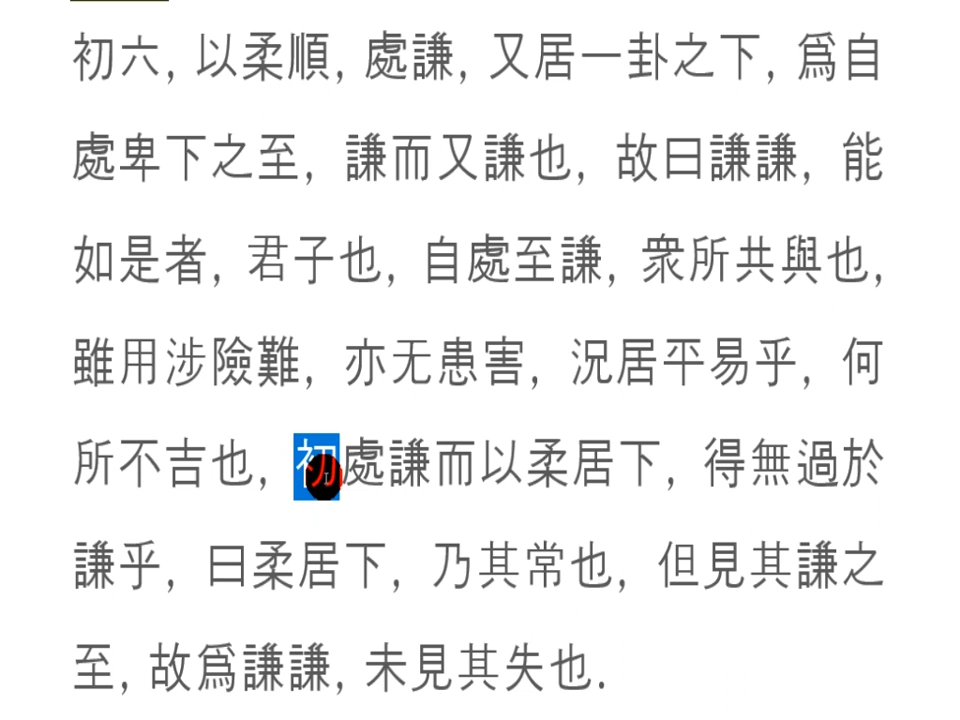 初六, 以柔順, 處謙, 又居一卦之下, 爲自
處卑下之至, 謙而又謙也, 故曰謙謙, 能
如是者, 君子也, 自處至謙, 衆所共與也,
雖用涉險難, 亦无患害, 況居平易乎, 何
所不吉也, 初處謙而以柔居下, 得無過於
謙乎, 曰柔居下, 乃其常也, 但見其謙之
至, 故爲謙謙, 未見其失也.